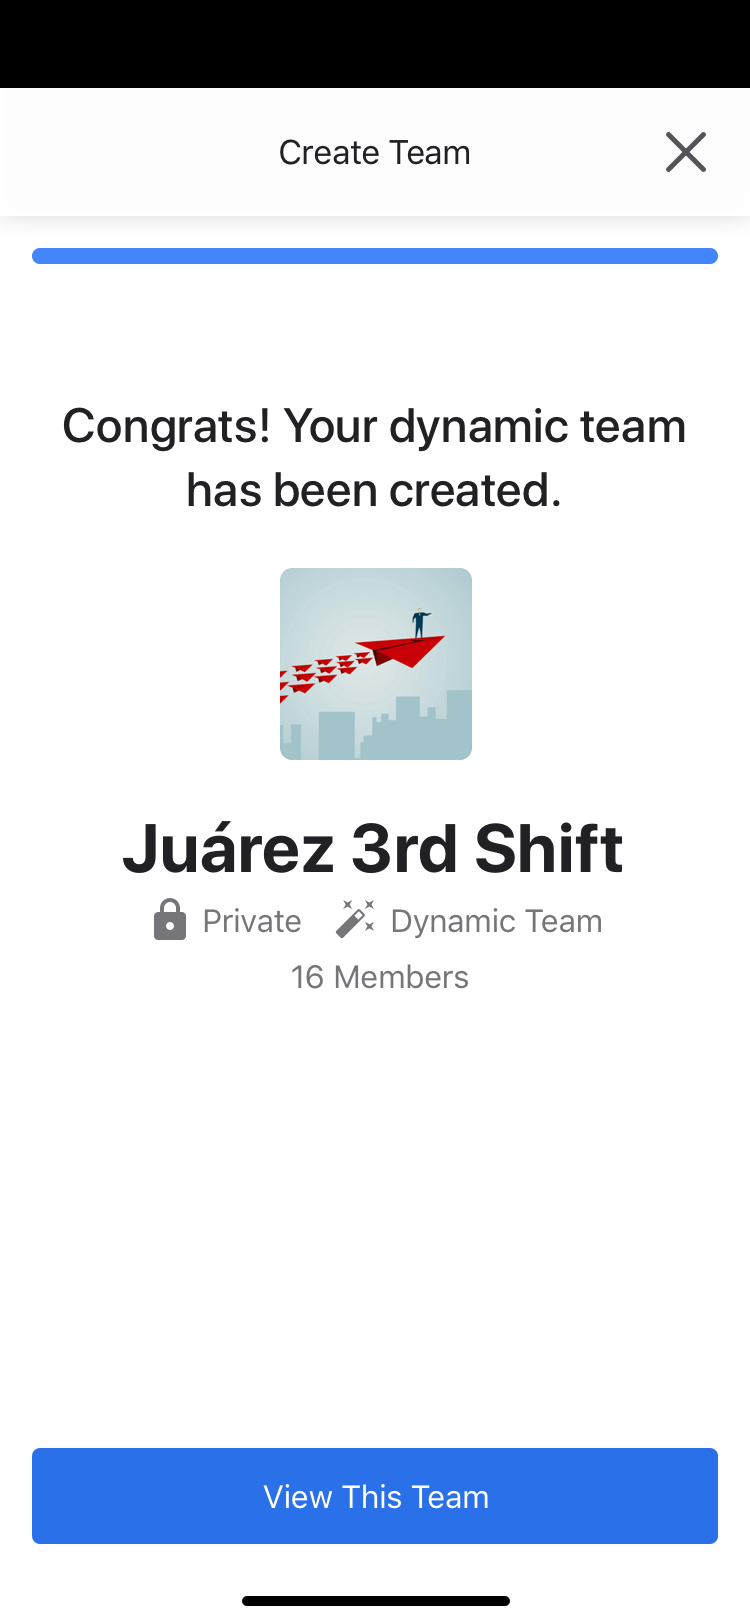 Create Team
Congrats! Your dynamic team
has been created.
Juárez 3rd Shift
Private Dynamic Team
16 Members
View This Team